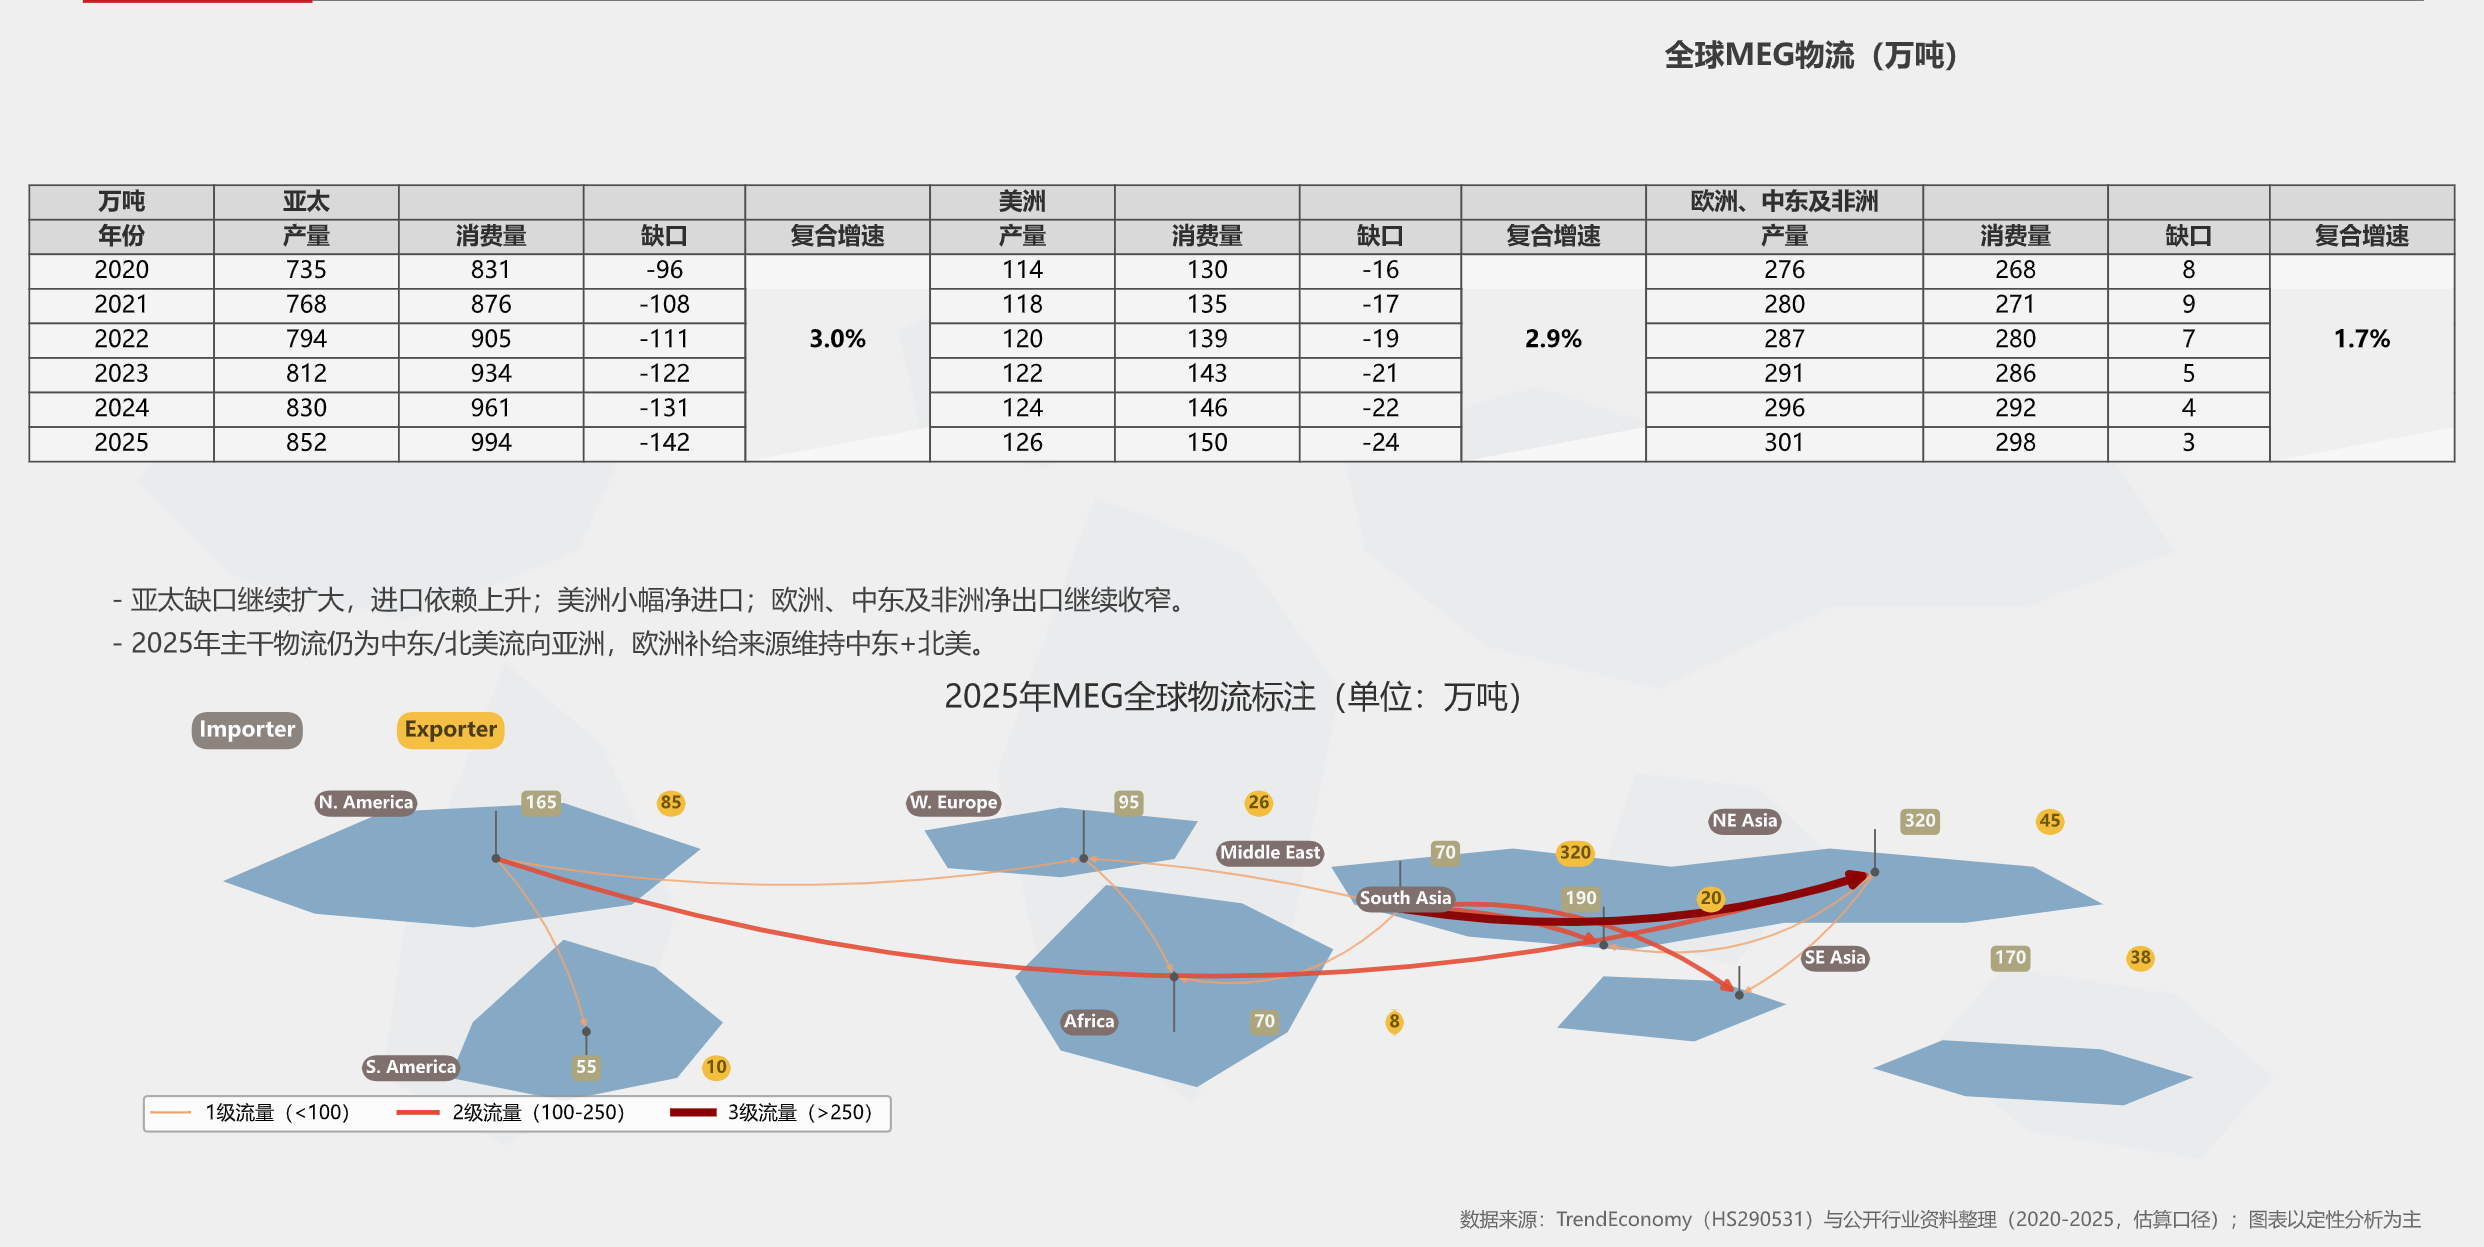 全球MEG物流（万吨）
万吨 亚太 美洲 欧洲、中东及非洲
年份 产量 消费量 缺口 复合增速 产量 消费量 缺口 复合增速 产量 消费量 缺口 复合增速
2020 735 831 -96 114 130 -16 276 268 8
2021 768 876 -108 118 135 -17 280 271 9
2022 794 905 -111 3.0% 120 139 -19 2.9% 287 280 7 1.7%
2023 812 934 -122 122 143 -21 291 286 5
2024 830 961 -131 124 146 -22 296 292 4
2025 852 994 -142 126 150 -24 301 298 3
- 亚太缺口继续扩大，进口依赖上升；美洲小幅净进口；欧洲、中东及非洲净出口继续收窄。
- 2025年主干物流仍为中东/北美流向亚洲，欧洲补给来源维持中东+北美。
2025年MEG全球物流标注（单位：万吨）
Importer Exporter
N. America 165 85
W. Europe 95 26
NE Asia 320 45
Middle East 70 320
South Asia 190 20
SE Asia 170 38
Africa 70 8
S. America 55 10
1级流量（<100） 2级流量（100-250） 3级流量（>250）
数据来源：TrendEconomy（HS290531）与公开行业资料整理（2020-2025，估算口径）；图表以定性分析为主